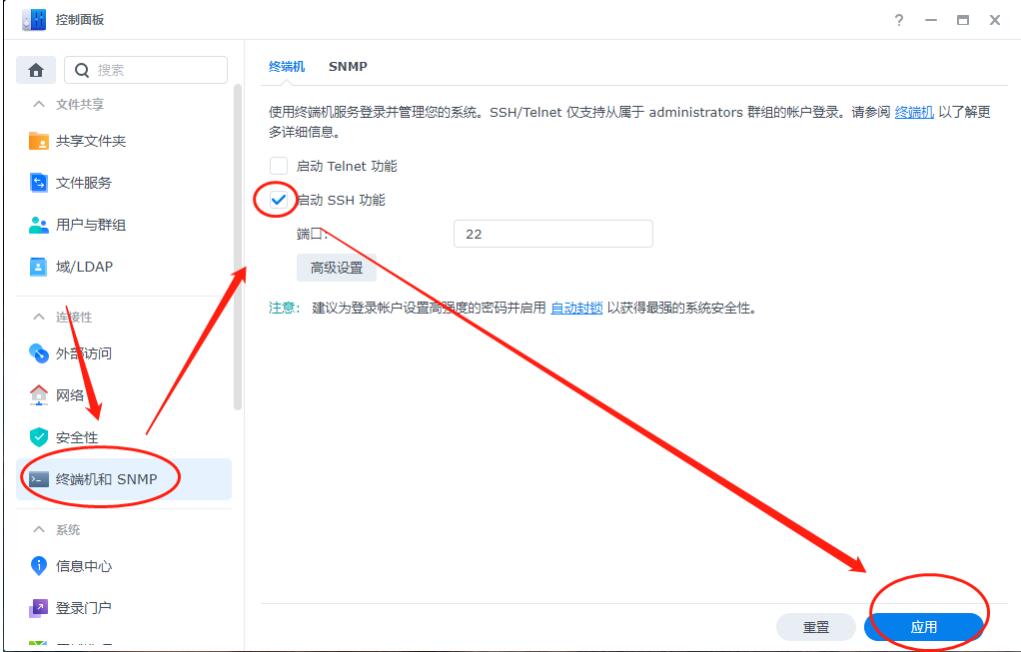 控制面板
搜索
文件共享
共享文件夹
文件服务
用户与群组
域/LDAP
连接性
外部访问
网络
安全性
终端机和 SNMP
系统
信息中心
登录门户
终端机 SNMP
使用终端机服务登录并管理您的系统。SSH/Telnet 仅支持从属于 administrators 群组的帐户登录。请参阅 终端机 以了解更
多详细信息。
启动 Telnet 功能
启动 SSH 功能
端口: 22
高级设置
注意: 建议为登录帐户设置高强度的密码并启用 自动封锁 以获得最强的系统安全性。
重置 应用